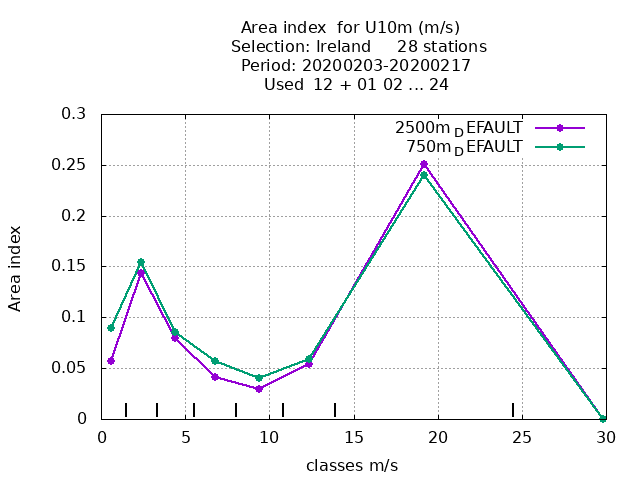 Area index  for U10m (m/s)
Selection: Ireland     28 stations
Period: 20200203-20200217
Used  12 + 01 02 ... 24
2500m_DEFAULT
750m_DEFAULT
0.3
0.25
0.2
0.15
0.1
0.05
0
Area index
0 5 10 15 20 25 30
classes m/s